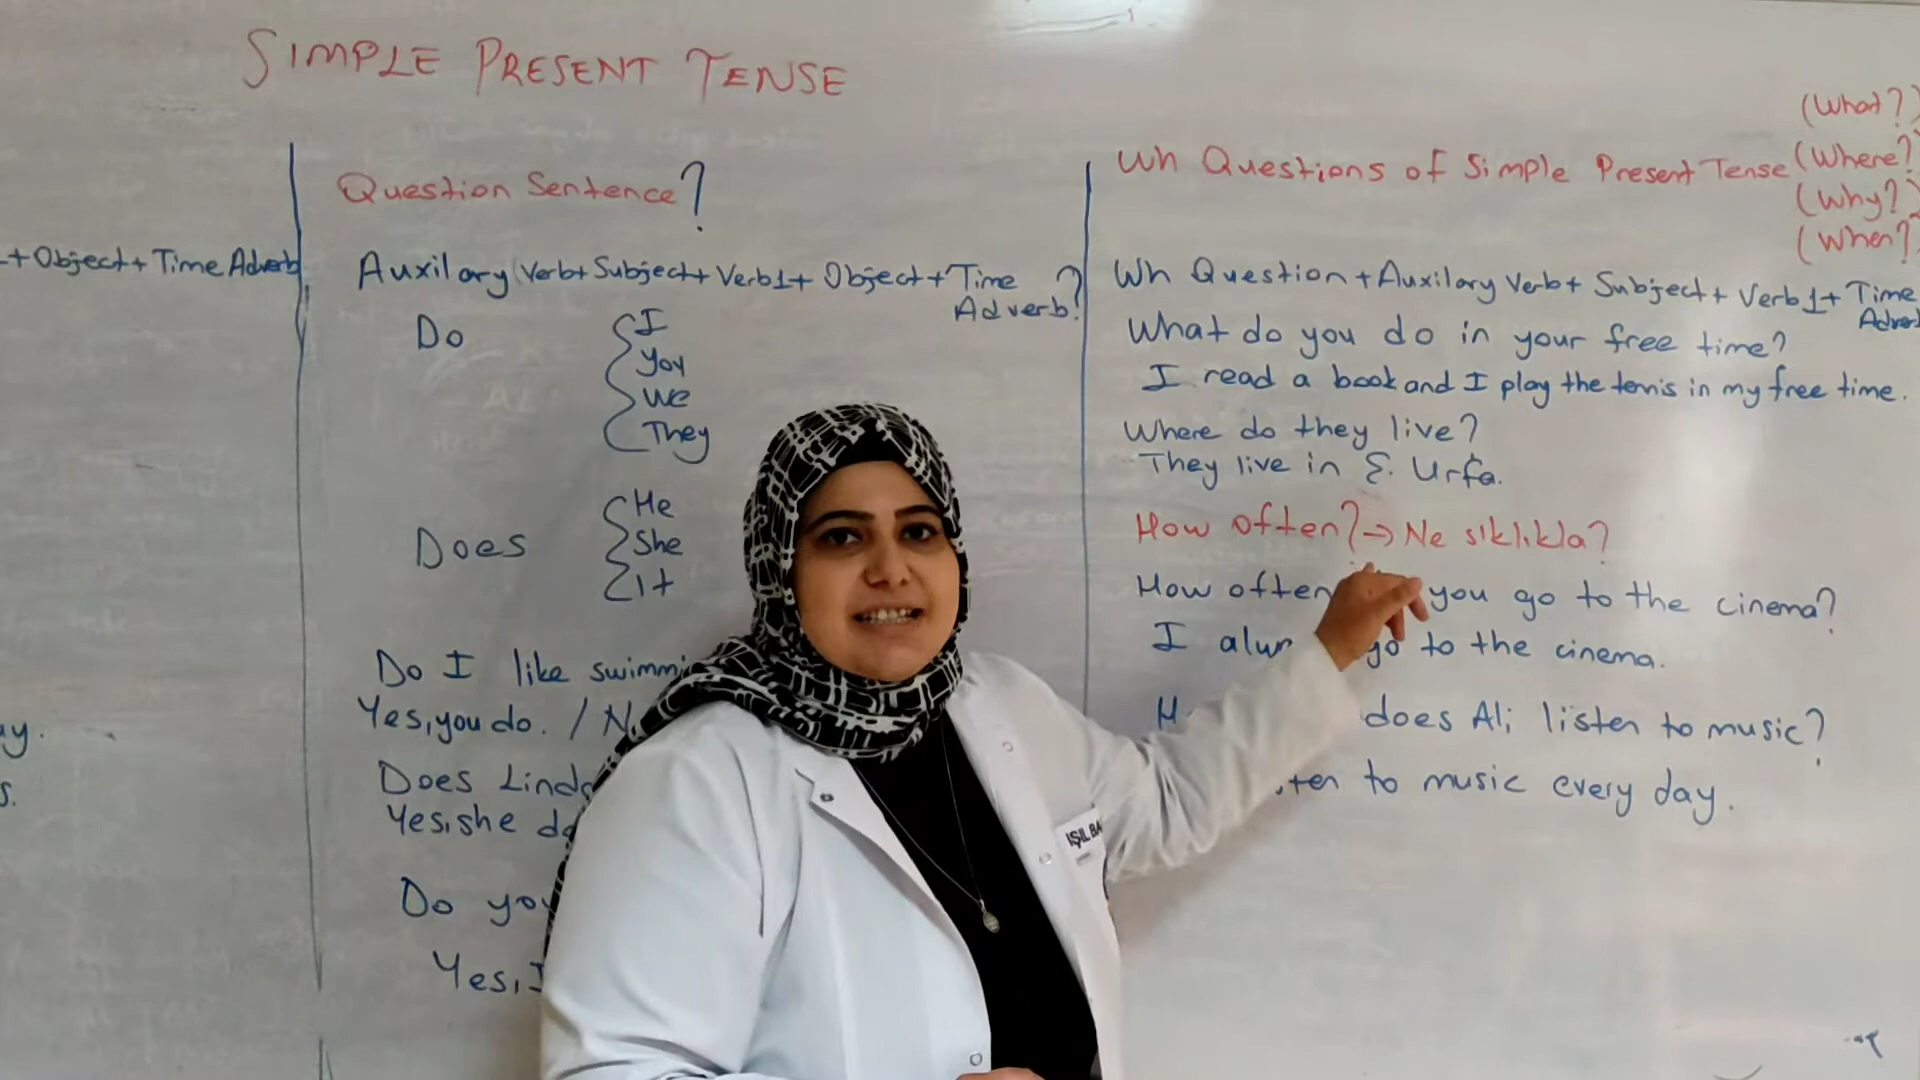 SIMPLE PRESENT TENSE
+ Object + Time Adverb
Question Sentence?
Auxilary Verb+ Subject+ Verb1+ Object+Time Adverb?
Do
I
You
We
They
Does
He
She
It
Do I like
Yes, you do. /
Does
Yes, she
Do you
Yes, I
Wh Questions of Simple Present Tense
(What?)
(Where?)
(Why?)
(When?)
Wh Question +Auxilary Verb+ Subject+ Verb1+ Time Adverb
What do you do in your free time?
I read a book and I play the tennis in my free time.
Where do they live?
They live in Ş. Urfa.
How often?→ Ne sıklıkla?
How often you go to the cinema?
I go to the cinema.
does Ali listen to music?
to music every day.
IŞIL BA